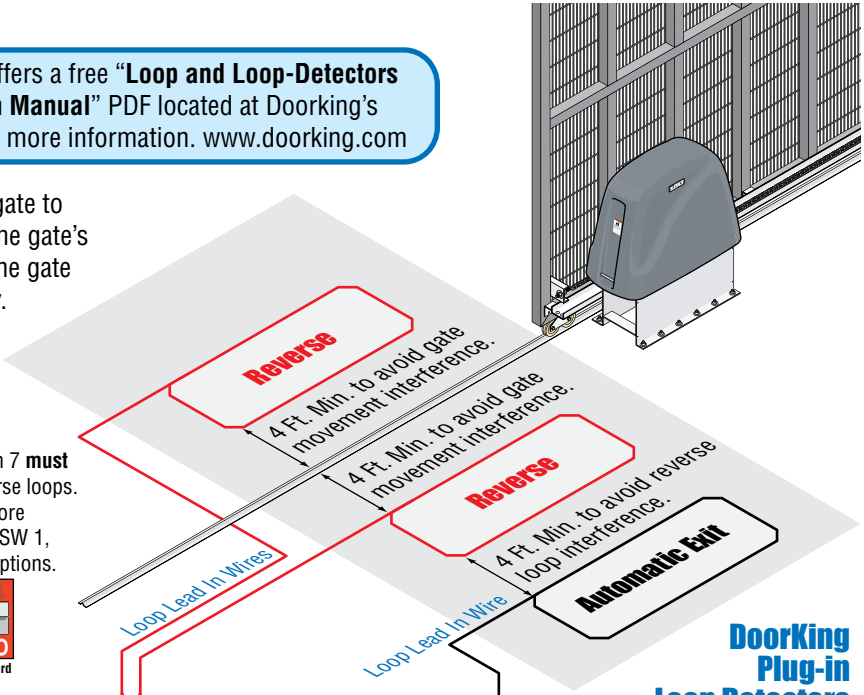 ffers a free “Loop and Loop-Detectors
Manual” PDF located at Doorking's
more information. www.doorking.com
gate to
gate's
gate
7 must
rse loops.
ore
SW 1,
ptions.
rd
Reverse
4 Ft. Min. to avoid gate
movement interference.
4 Ft. Min. to avoid gate
movement interference.
Reverse
4 Ft. Min. to avoid reverse
loop interference.
Automatic Exit
Loop Lead In Wires
Loop Lead In Wire
DoorKing
Plug-in
Loop Detectors